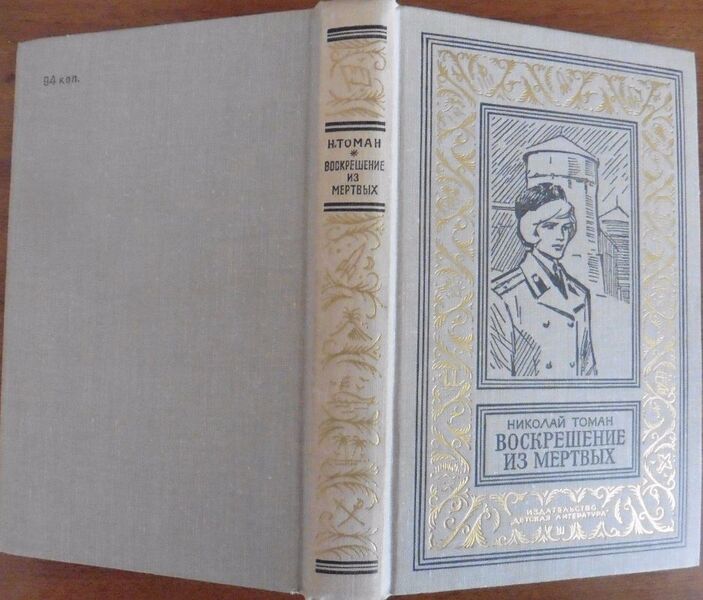 94 коп.
Н.ТОМАН
*
ВОСКРЕШЕНИЕ
ИЗ
МЕРТВЫХ
НИКОЛАЙ ТОМАН
ВОСКРЕШЕНИЕ
ИЗ МЕРТВЫХ
ИЗДАТЕЛЬСТВО
"ДЕТСКАЯ ЛИТЕРАТУРА"